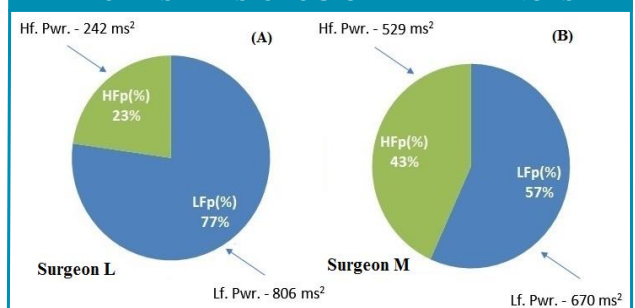 Hf. Pwr. - 242 ms²
(A)
HFp(%)
23%
LFp(%)
77%
Surgeon L
Lf. Pwr. - 806 ms²
Hf. Pwr. - 529 ms²
(B)
HFp(%)
43%
LFp(%)
57%
Surgeon M
Lf. Pwr. - 670 ms²